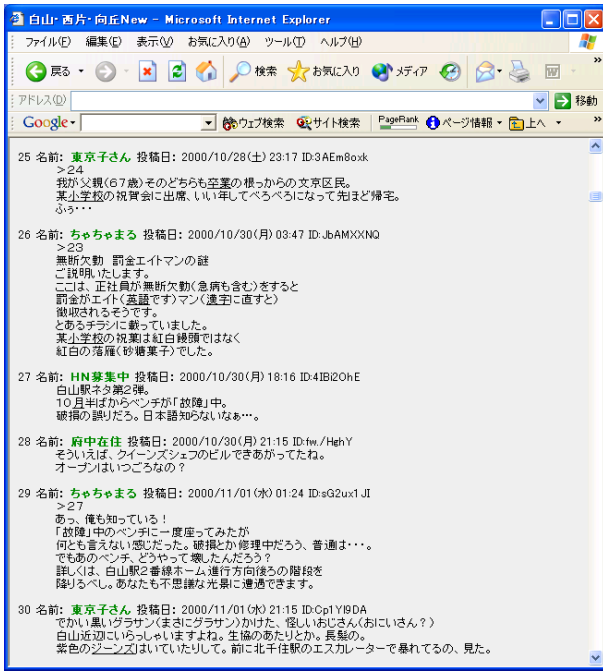 白山・西片・向丘New - Microsoft Internet Explorer
ファイル(F) 編集(E) 表示(V) お気に入り(A) ツール(T) ヘルプ(H)
戻る 検索 お気に入り メディア
アドレス(D) 移動
Google ウェブ検索 サイト検索 PageRank ページ情報 上へ
25 名前: 東京子さん 投稿日: 2000/10/28(土) 23:17 ID:3AEm8oxk
>24
我が父親(67歳)そのどちらも卒業の根っからの文京区民。
某小学校の祝賀会に出席、いい年してべろべろになって先ほど帰宅。
ふぅ・・・
26 名前: ちゃちゃまる 投稿日: 2000/10/30(月) 03:47 ID:JbAMXXNQ
>23
無断欠勤 罰金エイトマンの謎
ご説明いたします。
ここは、正社員が無断欠勤(急病も含む)をすると
罰金がエイト(英語です)マン(漢字に直すと)
徴収されるそうです。
とあるチラシに載っていました。
某小学校の祝菓は紅白饅頭ではなく
紅白の落雁(砂糖菓子)でした。
27 名前: HN募集中 投稿日: 2000/10/30(月) 18:16 ID:4IBi2OhE
白山駅ネタ第2弾。
10月半ばからベンチが「故障」中。
破損の誤りだろ。日本語知らないなぁ…。
28 名前: 府中在住 投稿日: 2000/10/30(月) 21:15 ID:fw./HghY
そういえば、クイーンズシェフのビルできあがってたね。
オープンはいつごろなの?
29 名前: ちゃちゃまる 投稿日: 2000/11/01(水) 01:24 ID:sG2ux1JI
>27
あっ、俺も知っている!
「故障」中のベンチに一度座ってみたが
何とも言えない感じだった。破損とか修理中だろう、普通は・・・。
でもあのベンチ、どうやって壊したんだろう?
詳しくは、白山駅2番線ホーム進行方向後ろの階段を
降りるべし。あなたも不思議な光景に遭遇できます。
30 名前: 東京子さん 投稿日: 2000/11/01(水) 21:15 ID:Cp1YI9DA
でかい黒いグラサン(まさにグラサン)かけた、怪しいおじさん(おにいさん?)
白山近辺にいらっしゃいますよね。生協のあたりとか。長髪の。
紫色のジーンズはいていたりして。前に北千住駅のエスカレーターで暴れてるの、見た。